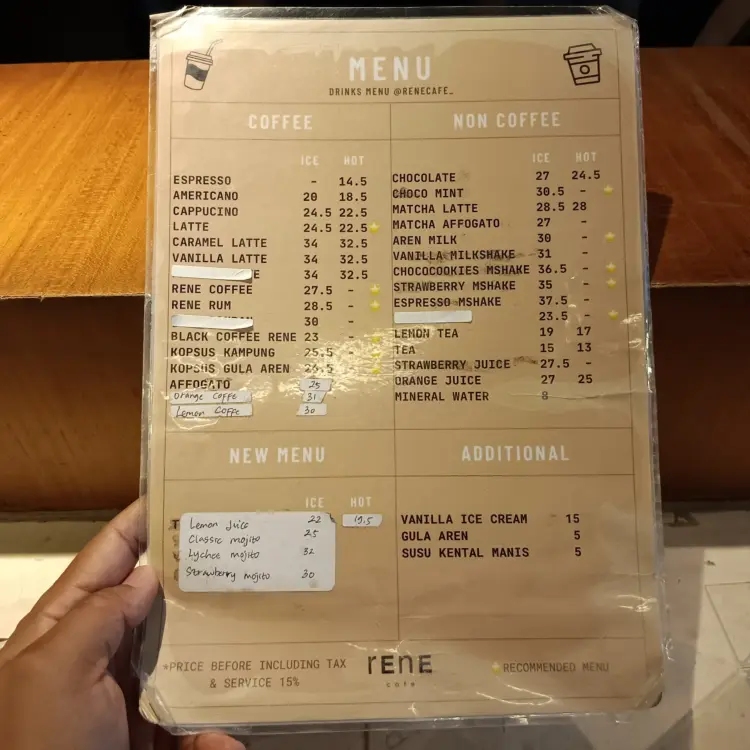 MENU
DRINKS MENU @RENECAFE_
COFFEE
ICE HOT
ESPRESSO - 14.5
AMERICANO 20 18.5
CAPPUCINO 24.5 22.5
LATTE 24.5 22.5
CARAMEL LATTE 34 32.5
VANILLA LATTE 34 32.5
E 34 32.5
RENE COFFEE 27.5 -
RENE RUM 28.5 -
30 -
BLACK COFFEE RENE 23 -
KOPSUS KAMPUNG 25.5 -
KOPSUS GULA AREN 26.5 -
AFFOGATO 25
Orange Coffe 31
Lemon Coffe 30
NON COFFEE
ICE HOT
CHOCOLATE 27 24.5
CHOCO MINT 30.5 -
MATCHA LATTE 28.5 28
MATCHA AFFOGATO 27 -
AREN MILK 30 -
VANILLA MILKSHAKE 31 -
CHOCOCOOKIES MSHAKE 36.5 -
STRAWBERRY MSHAKE 35 -
ESPRESSO MSHAKE 37.5 -
23.5 -
LEMON TEA 19 17
TEA 15 13
STRAWBERRY JUICE 27.5 -
ORANGE JUICE 27 25
MINERAL WATER 8
NEW MENU
ICE HOT
Lemon Juice 22 19.5
Classic mojito 25
Lychee mojito 32
Strawberry mojito 30
ADDITIONAL
VANILLA ICE CREAM 15
GULA AREN 5
SUSU KENTAL MANIS 5
*PRICE BEFORE INCLUDING TAX
& SERVICE 15%
rEnE
cafe
RECOMMENDED MENU